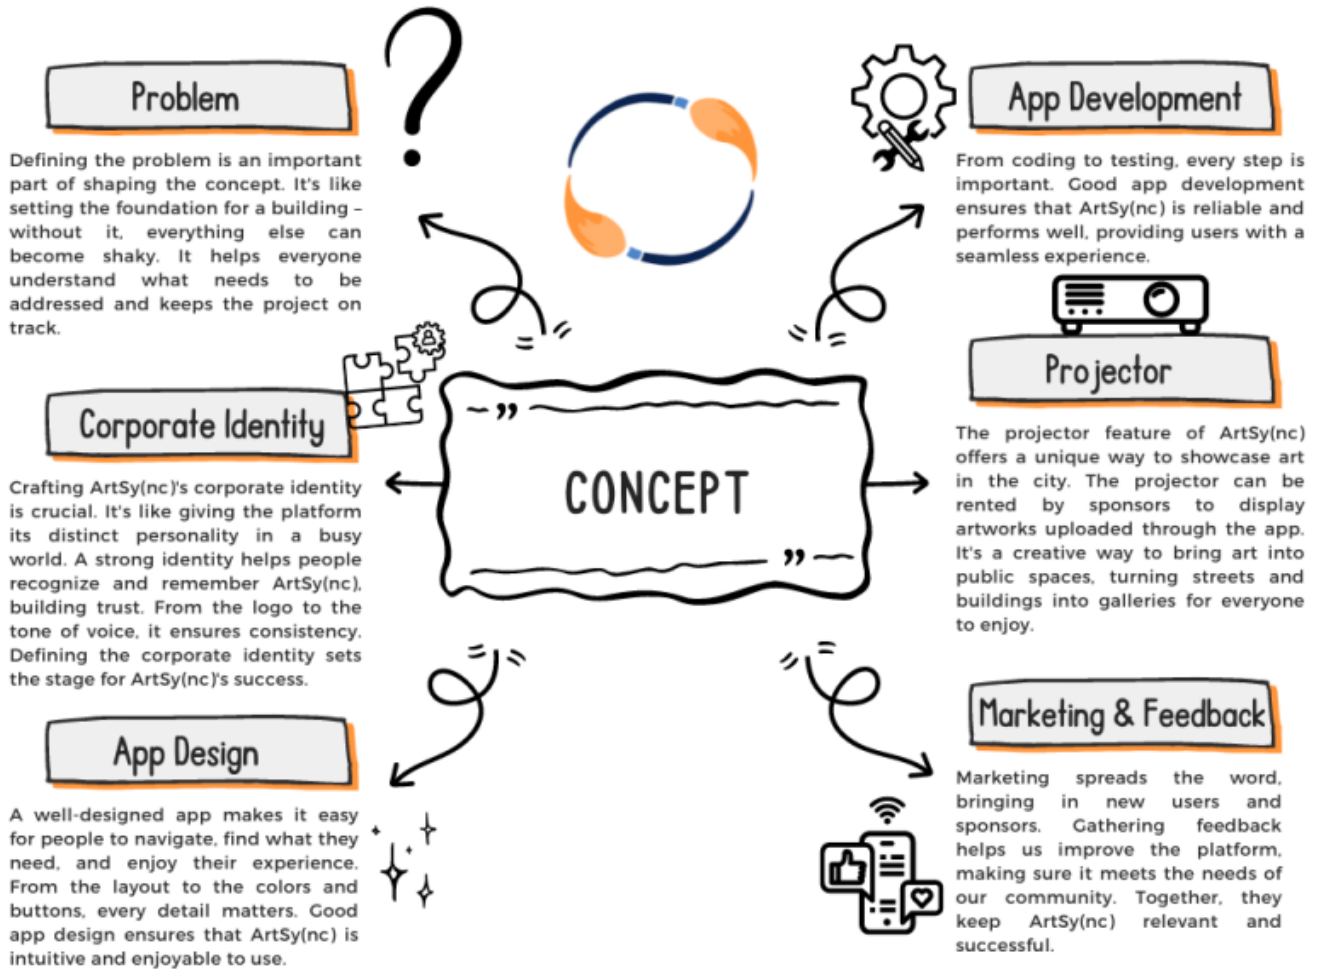 Problem
Defining the problem is an important
part of shaping the concept. It's like
setting the foundation for a building –
without it, everything else can
become shaky. It helps everyone
understand what needs to be
addressed and keeps the project on
track.
Corporate Identity
Crafting ArtSy(nc)'s corporate identity
is crucial. It's like giving the platform
its distinct personality in a busy
world. A strong identity helps people
recognize and remember ArtSy(nc),
building trust. From the logo to the
tone of voice, it ensures consistency.
Defining the corporate identity sets
the stage for ArtSy(nc)'s success.
App Design
A well-designed app makes it easy
for people to navigate, find what they
need, and enjoy their experience.
From the layout to the colors and
buttons, every detail matters. Good
app design ensures that ArtSy(nc) is
intuitive and enjoyable to use.
CONCEPT
App Development
From coding to testing, every step is
important. Good app development
ensures that ArtSy(nc) is reliable and
performs well, providing users with a
seamless experience.
Projector
The projector feature of ArtSy(nc)
offers a unique way to showcase art
in the city. The projector can be
rented by sponsors to display
artworks uploaded through the app.
It's a creative way to bring art into
public spaces, turning streets and
buildings into galleries for everyone
to enjoy.
Marketing & Feedback
Marketing spreads the word,
bringing in new users and
sponsors. Gathering feedback
helps us improve the platform,
making sure it meets the needs of
our community. Together, they
keep ArtSy(nc) relevant and
successful.